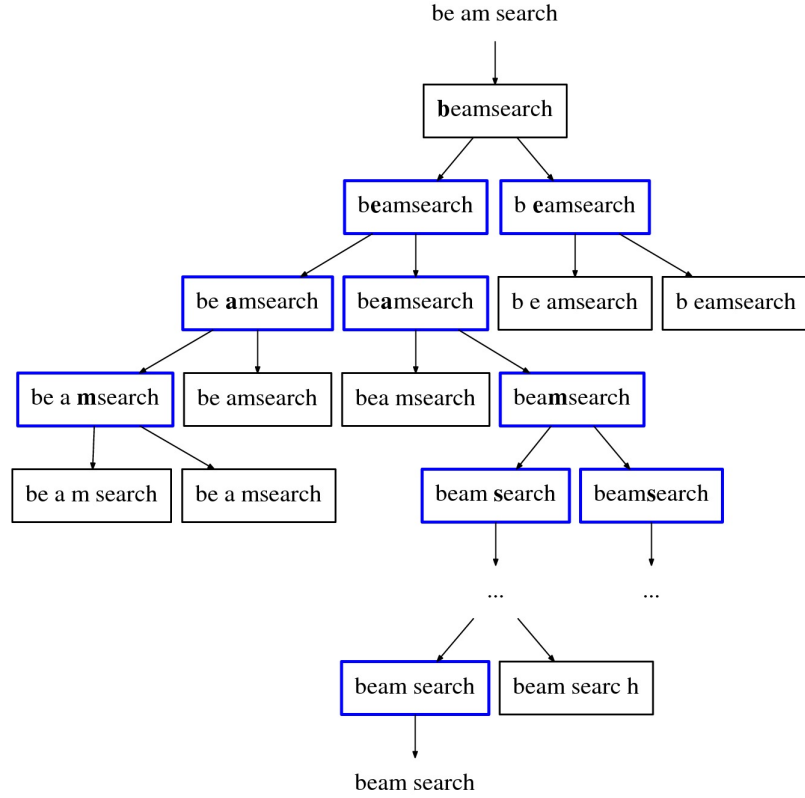 be am search
beamsearch
beamsearch
b eamsearch
be amsearch
beamsearch
b e amsearch
b eamsearch
be a msearch
be amsearch
bea msearch
beamsearch
be a m search
be a msearch
beam search
beamsearch
...
...
beam search
beam searc h
beam search